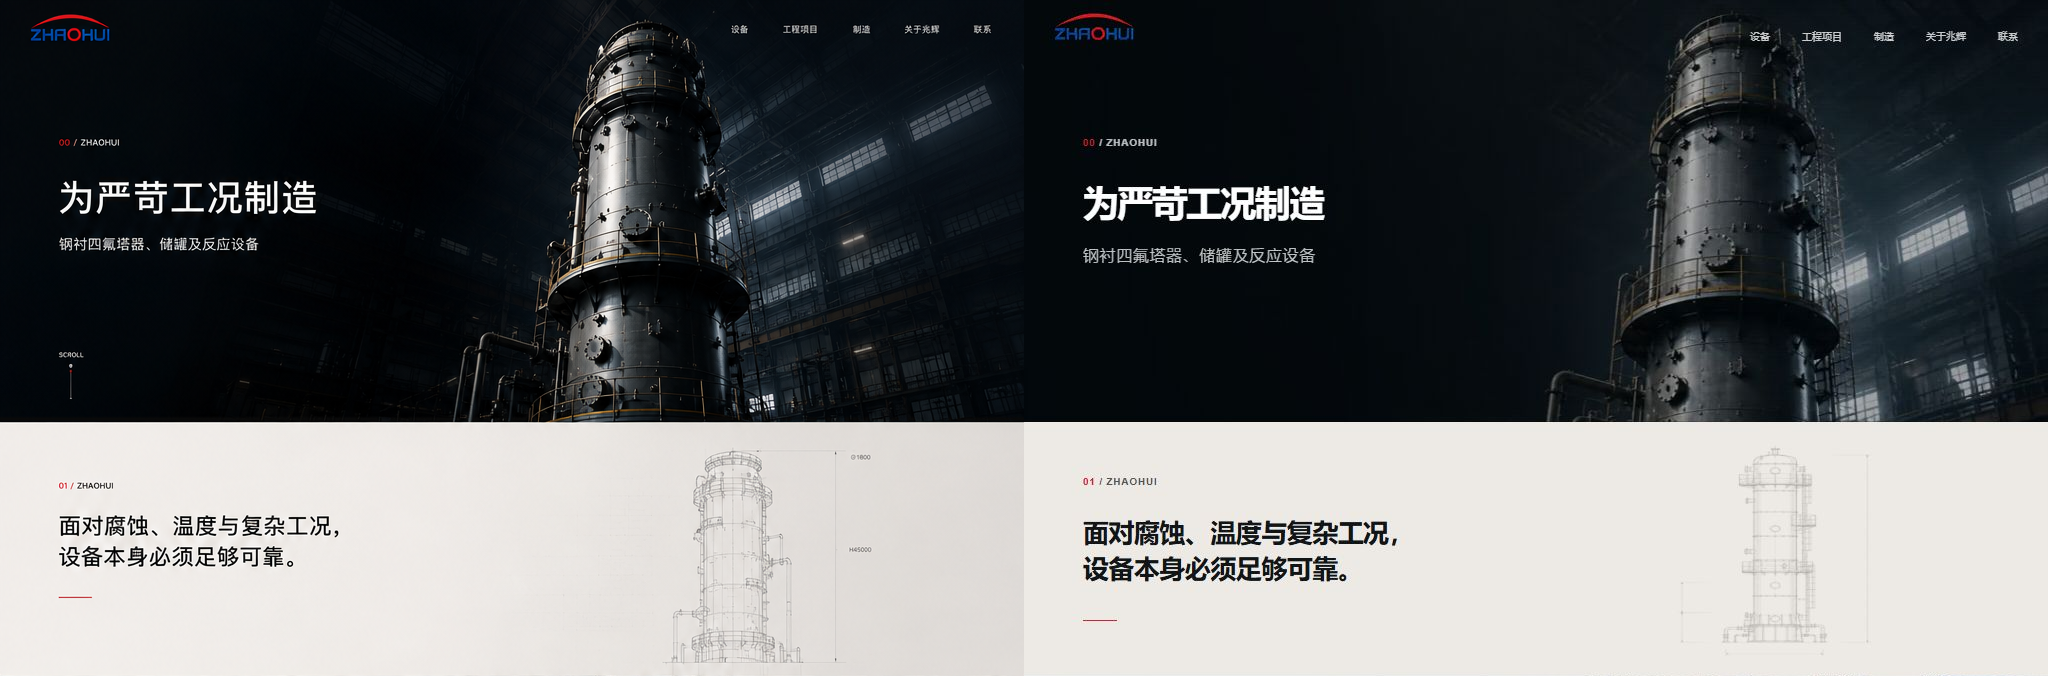 ZHAOHUI
设备 工程项目 制造 关于兆辉 联系
00 / ZHAOHUI
为严苛工况制造
钢衬四氟塔器、储罐及反应设备
SCROLL
01 / ZHAOHUI
面对腐蚀、温度与复杂工况，
设备本身必须足够可靠。
∅1800
H45000
ZHAOHUI
设备 工程项目 制造 关于兆辉 联系
00 / ZHAOHUI
为严苛工况制造
钢衬四氟塔器、储罐及反应设备
01 / ZHAOHUI
面对腐蚀、温度与复杂工况，
设备本身必须足够可靠。